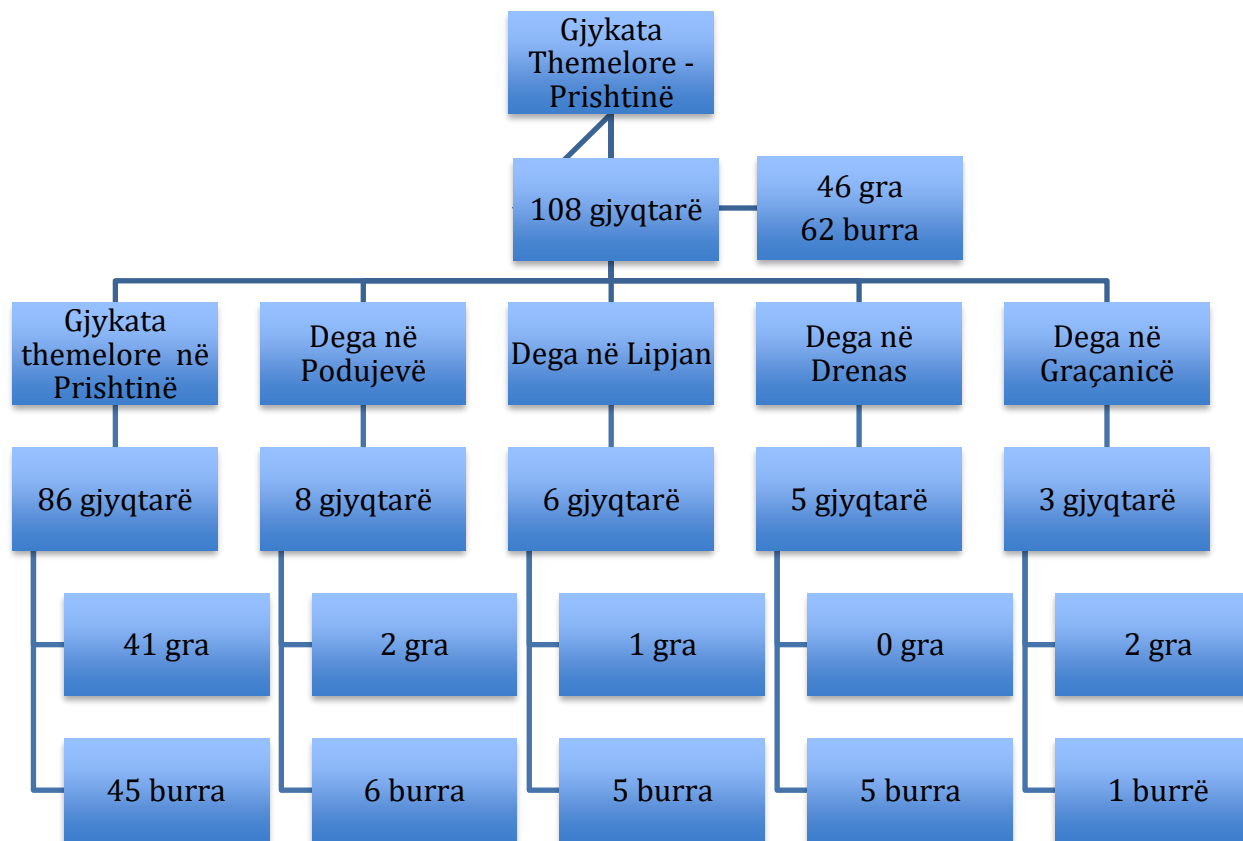 Gjykata
Themelore -
Prishtinë
108 gjyqtarë
46 gra
62 burra
Gjykata
themelore në
Prishtinë
Dega në
Podujevë
Dega në Lipjan
Dega në
Drenas
Dega në
Graçanicë
86 gjyqtarë
8 gjyqtarë
6 gjyqtarë
5 gjyqtarë
3 gjyqtarë
41 gra
2 gra
1 gra
0 gra
2 gra
45 burra
6 burra
5 burra
5 burra
1 burrë